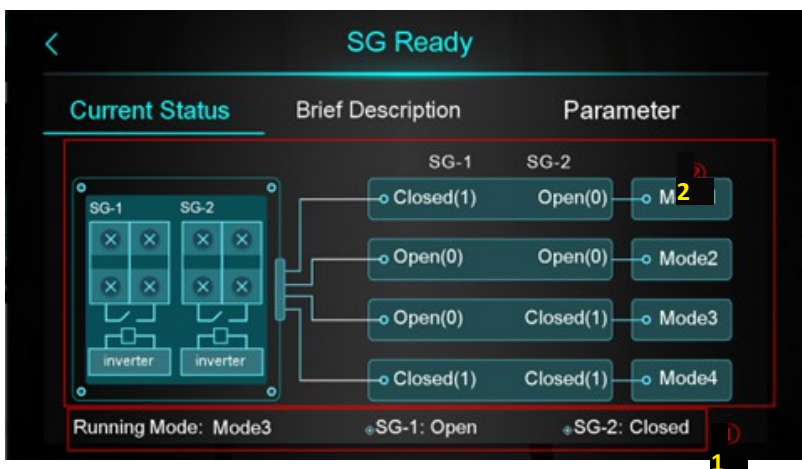 SG Ready
Current Status Brief Description Parameter
SG-1 SG-2
2
SG-1 SG-2
Closed(1) Open(0)
Open(0) Open(0) Mode2
Open(0) Closed(1) Mode3
inverter inverter
Closed(1) Closed(1) Mode4
Running Mode: Mode3 SG-1: Open SG-2: Closed
1